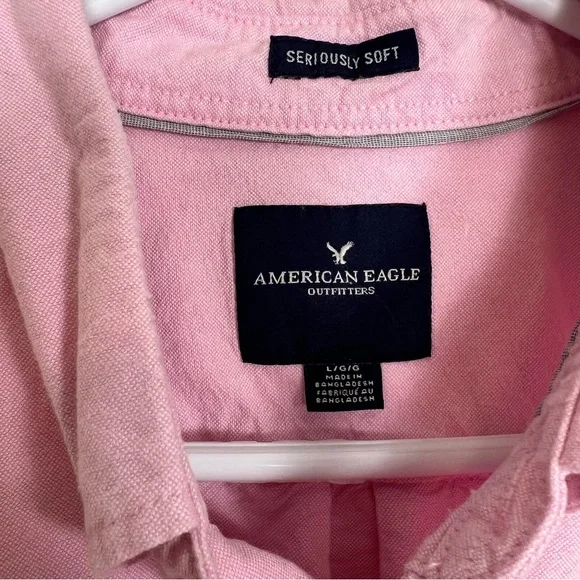 SERIOUSLY SOFT
AMERICAN EAGLE
OUTFITTERS
L/G/G
MADE IN
BANGLADESH
FABRIQUÉ AU
BANGLADESH